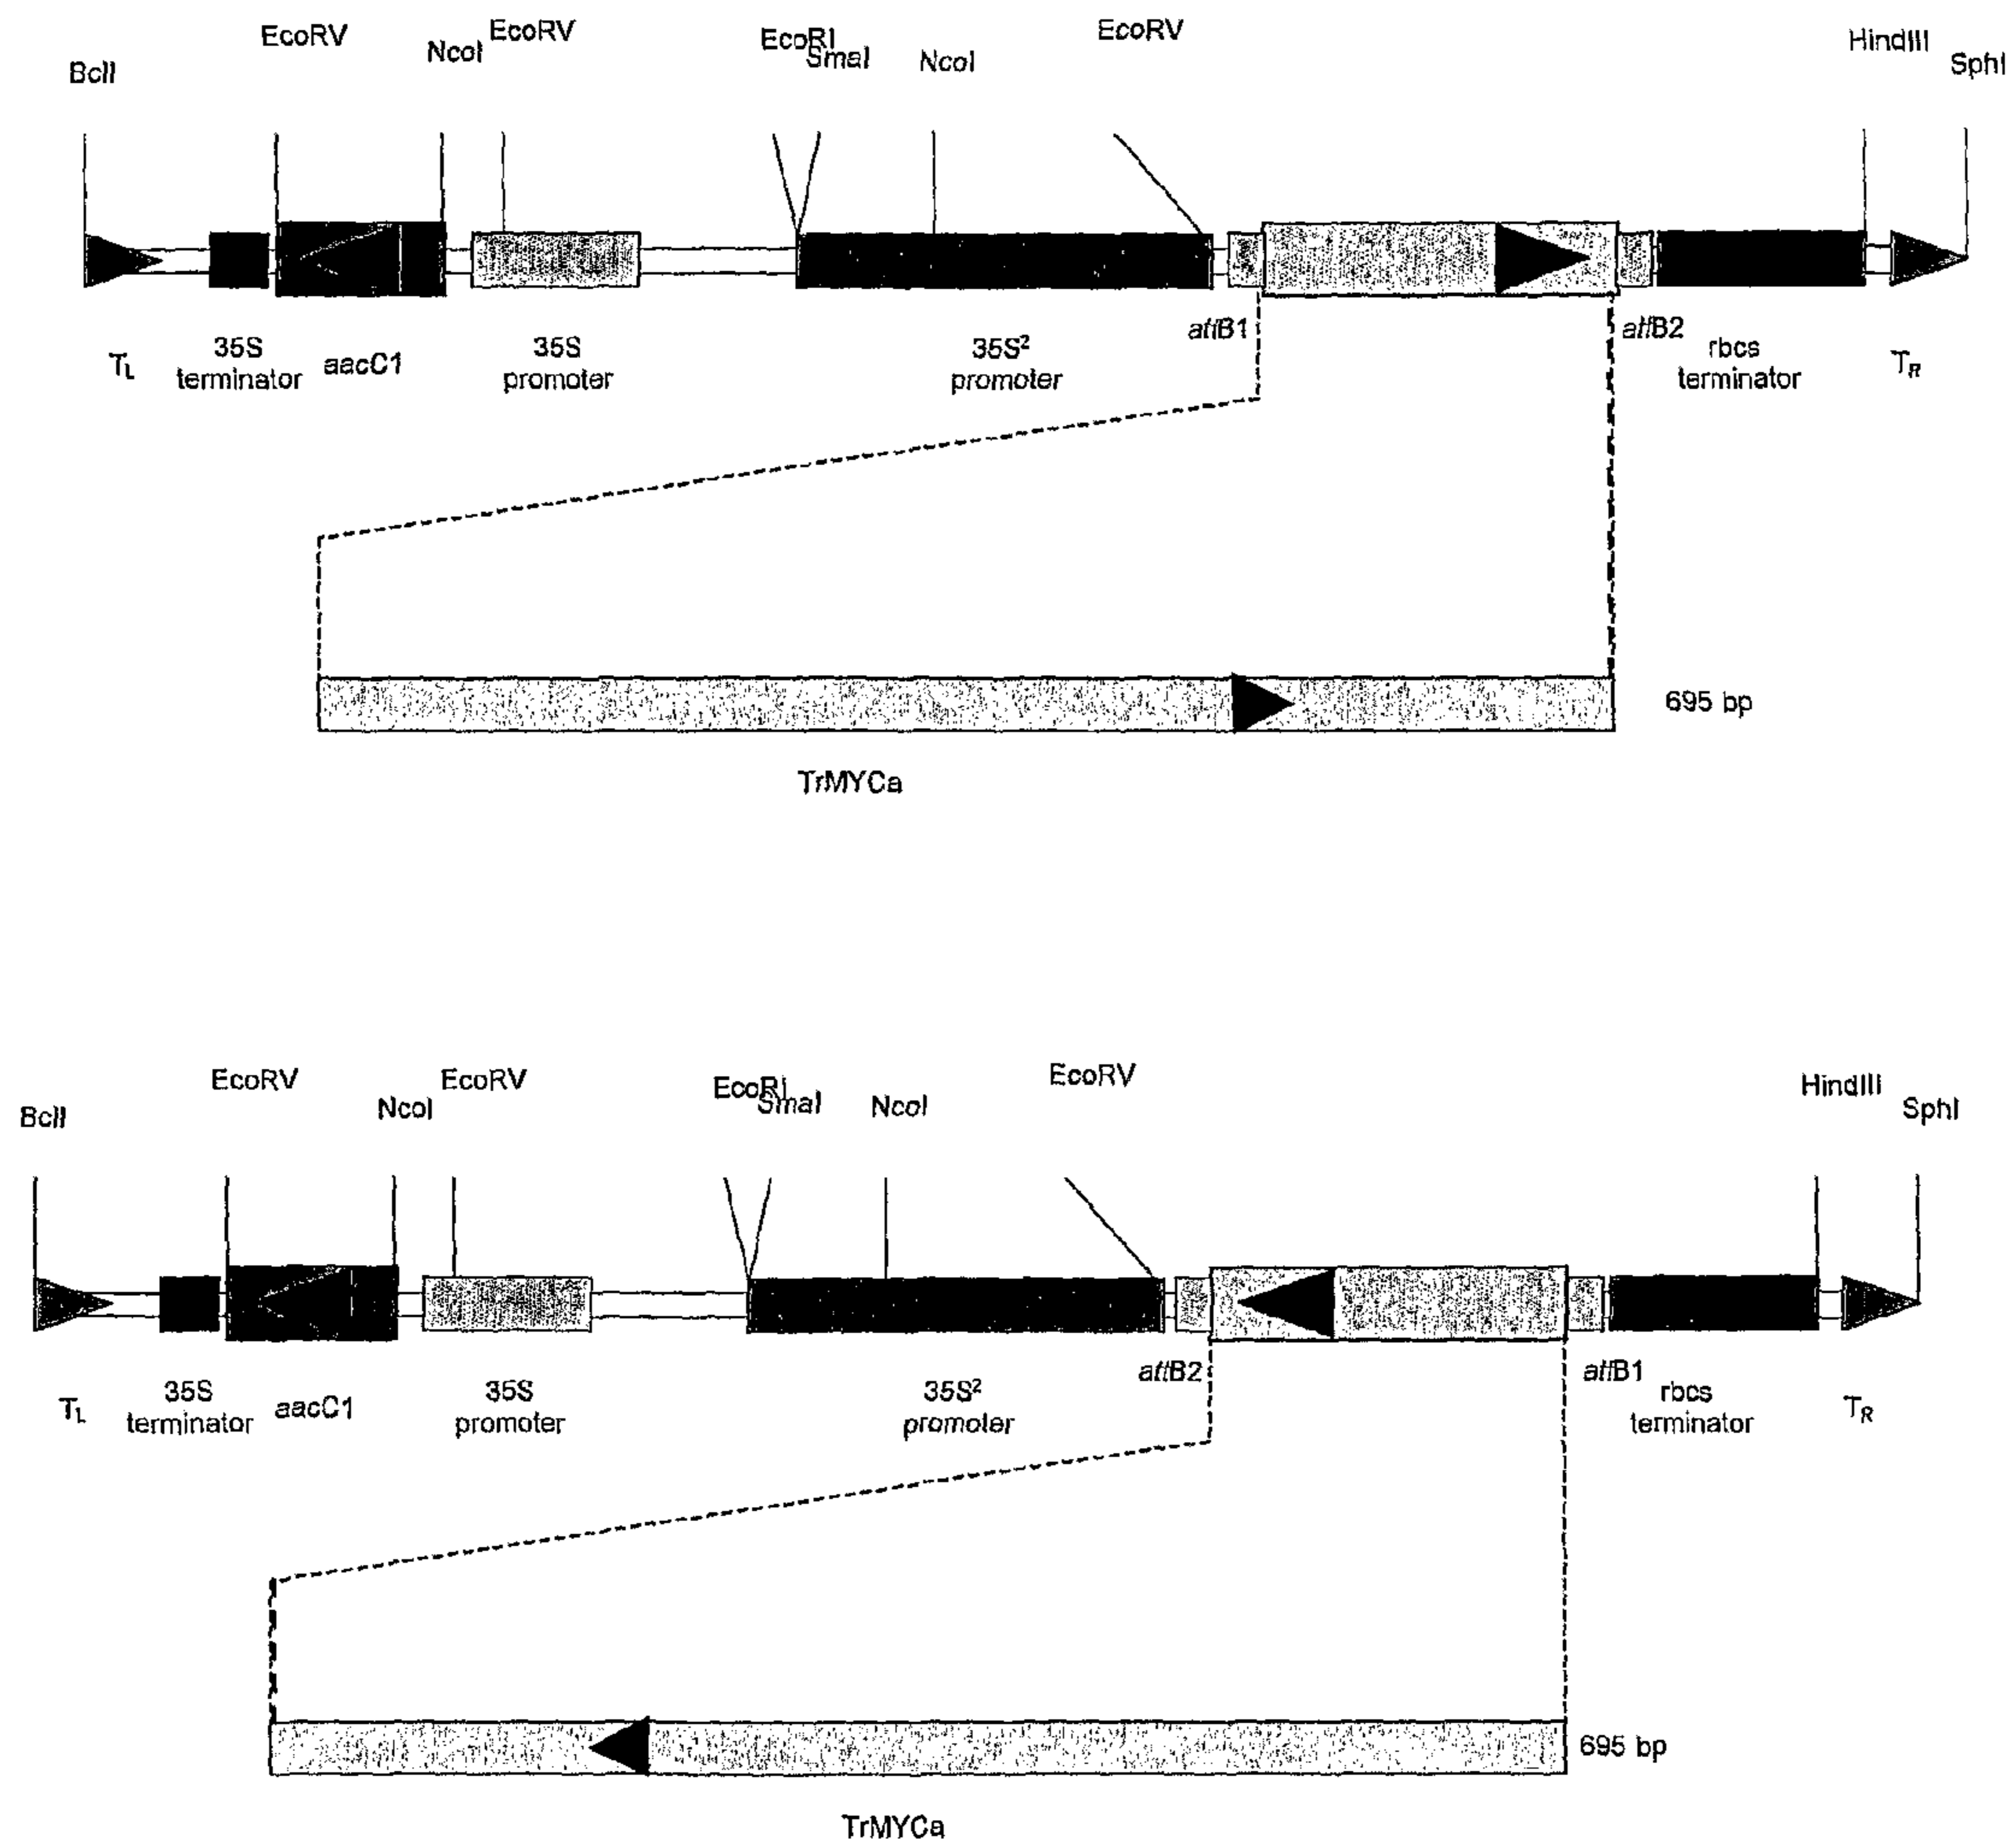 EcoRV
EcoRV
EcoRI
EcoRV
HindIII
NcoI
SmaI
NcoI
SphI
BclI
attB1
attB2
TL
35S
terminator
aacC1
35S
promoter
35S²
promoter
rbcs
terminator
TR
695 bp
TrMYCa
EcoRV
EcoRV
EcoRI
EcoRV
HindIII
BclI
NcoI
SmaI
NcoI
SphI
attB2
attB1
TL
35S
terminator
aacC1
35S
promoter
35S²
promoter
rbcs
terminator
TR
695 bp
TrMYCa